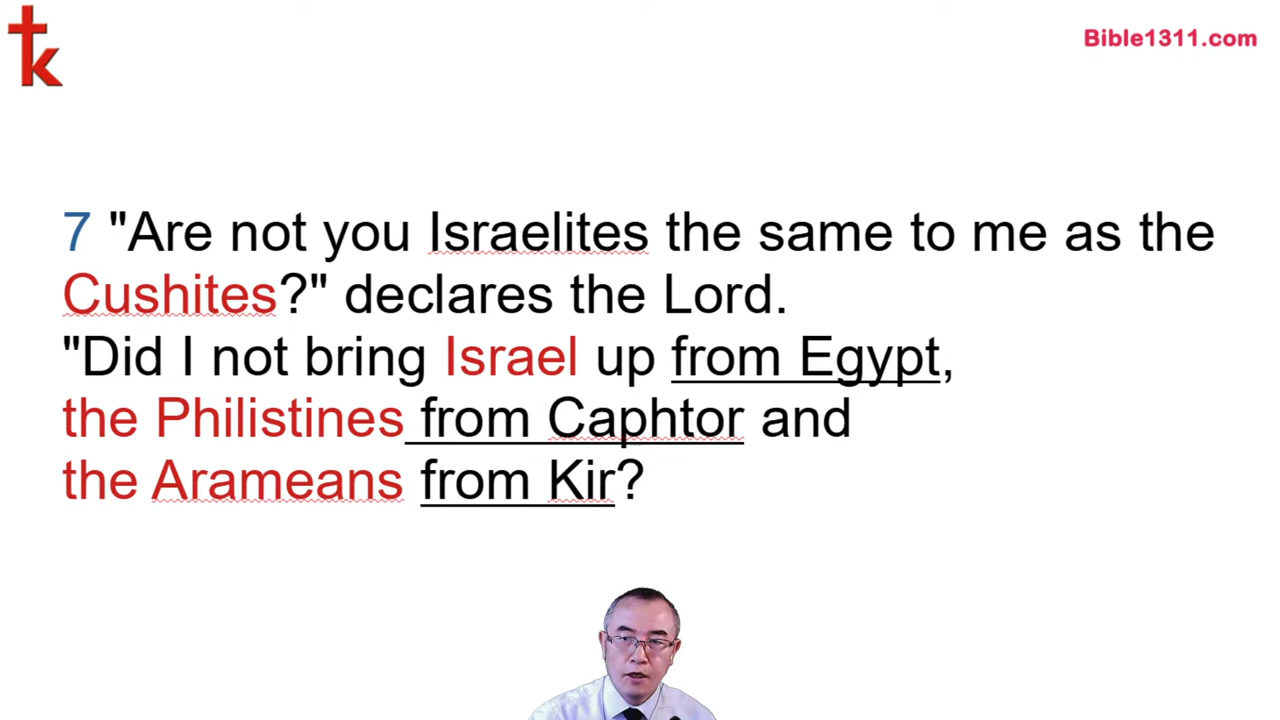 tk
Bible1311.com
7 "Are not you Israelites the same to me as the
Cushites?" declares the Lord.
"Did I not bring Israel up from Egypt,
the Philistines from Caphtor and
the Arameans from Kir?